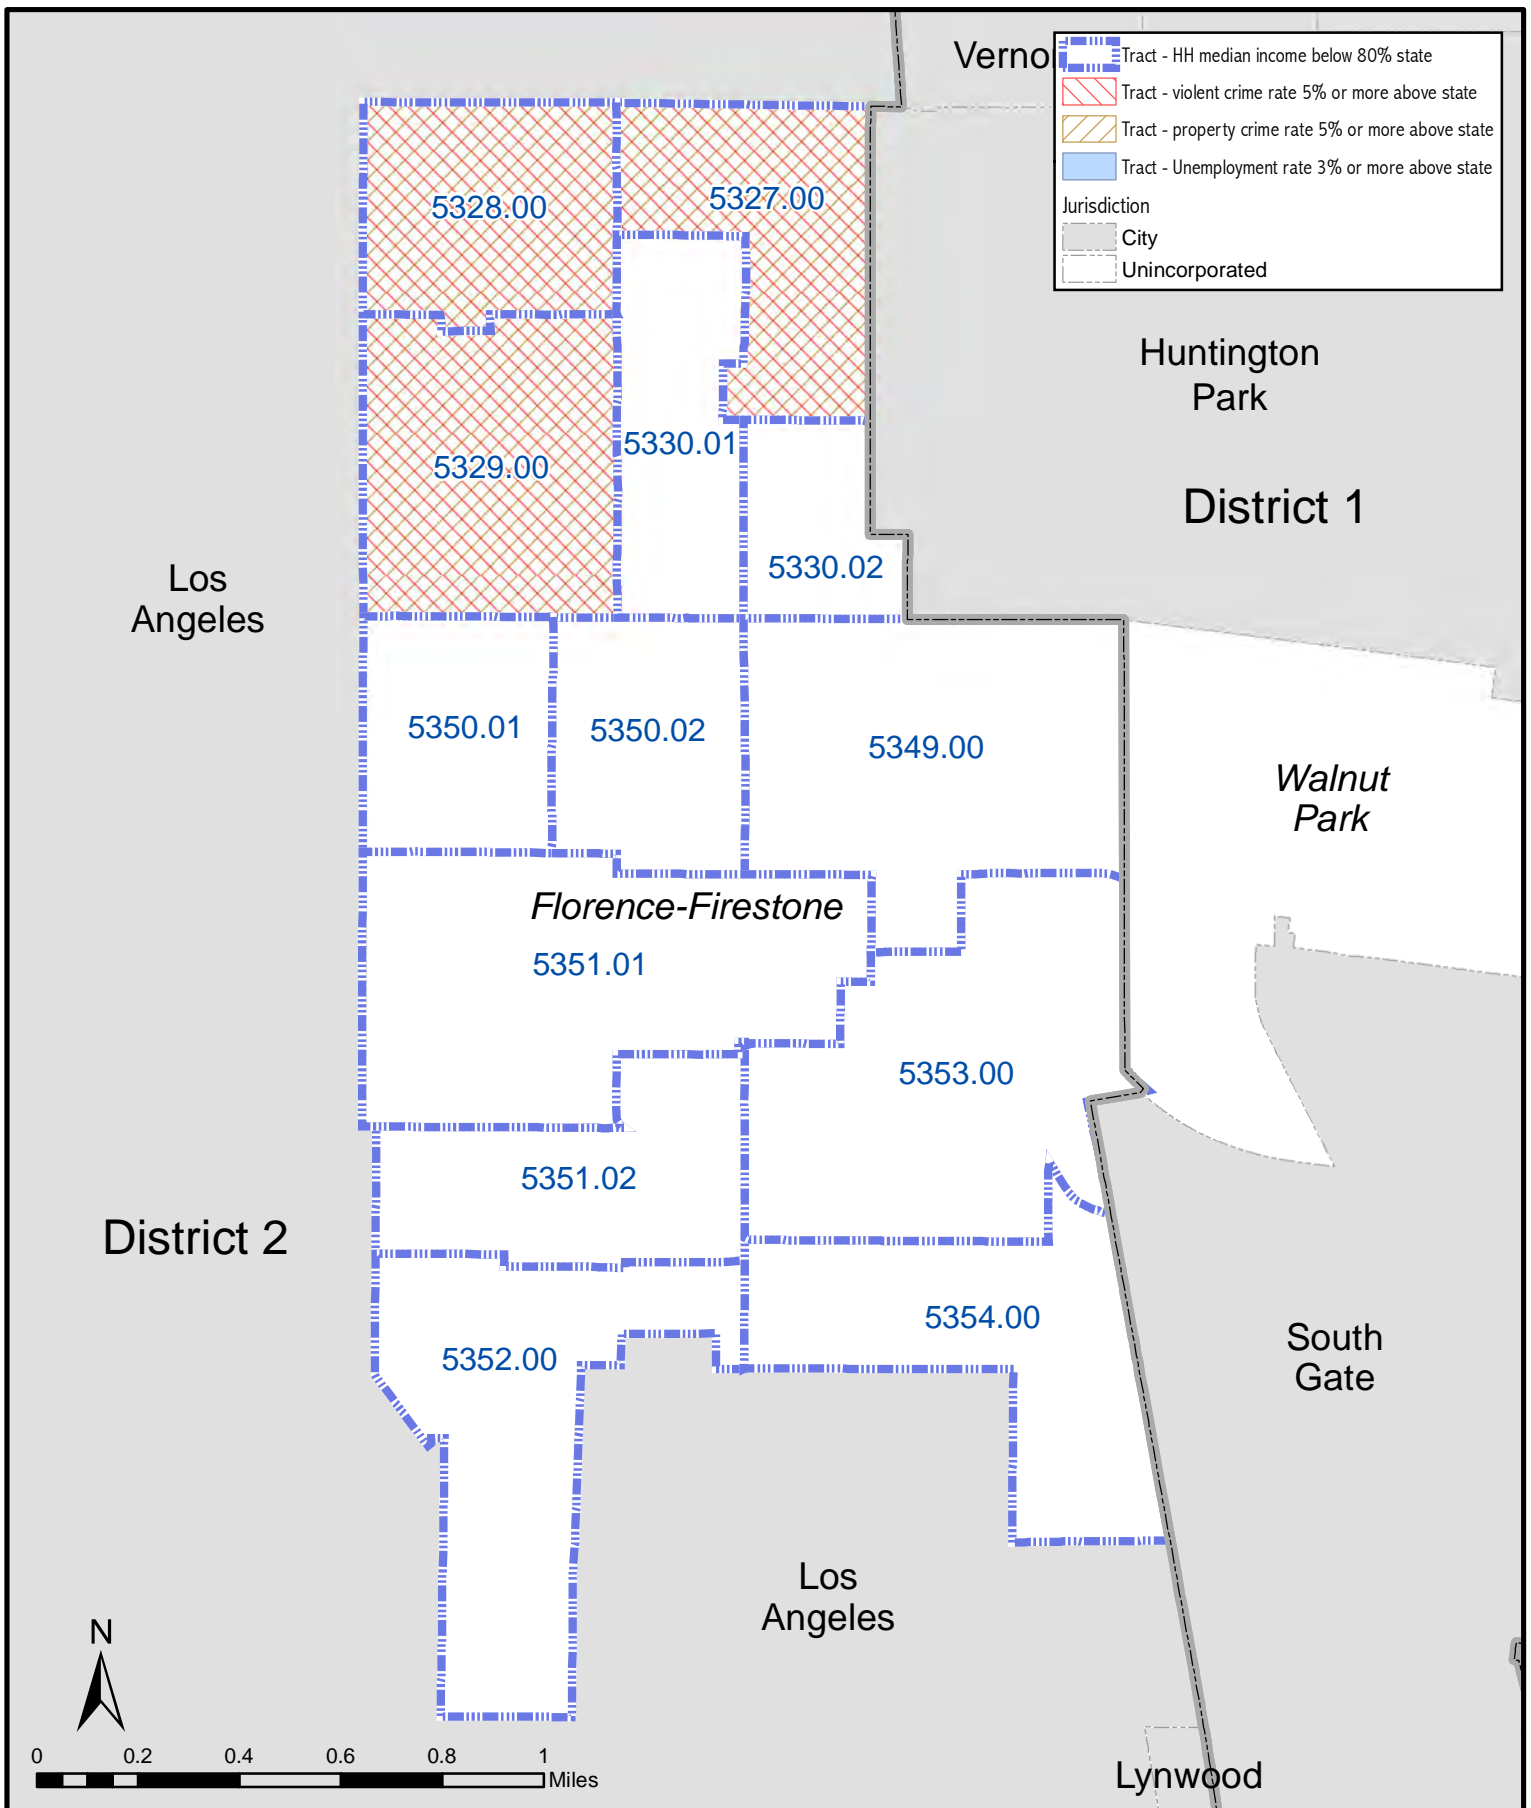 Verno
Tract - HH median income below 80% state
Tract - violent crime rate 5% or more above state
Tract - property crime rate 5% or more above state
Tract - Unemployment rate 3% or more above state
Jurisdiction
City
Unincorporated
5328.00
5327.00
Huntington
Park
5330.01
5329.00
District 1
5330.02
Los
Angeles
5350.01
5350.02
5349.00
Walnut
Park
Florence-Firestone
5351.01
5353.00
5351.02
District 2
5354.00
South
Gate
5352.00
Los
Angeles
N
0 0.2 0.4 0.6 0.8 1
Miles
Lynwood